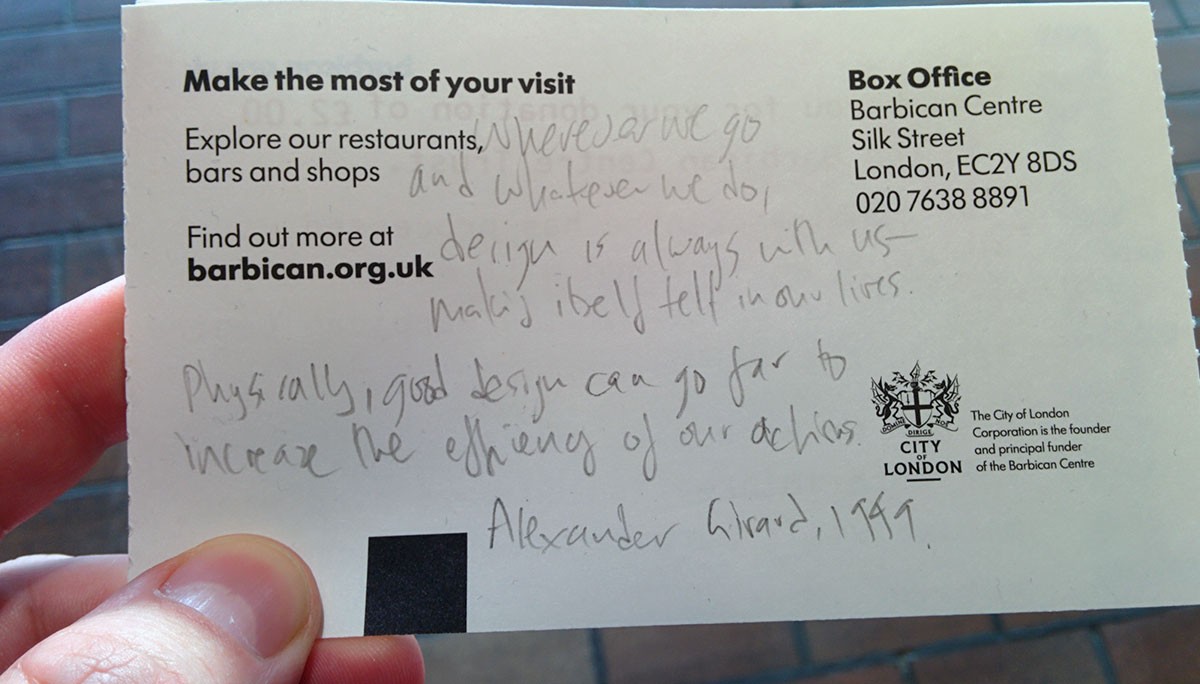 Make the most of your visit
Explore our restaurants,
bars and shops
Find out more at
barbican.org.uk
Box Office
Barbican Centre
Silk Street
London, EC2Y 8DS
020 7638 8891
Wherever we go
and whatever we do,
design is always with us—
making itself felt in our lives.
Physically, good design can go far to
increase the effiency of our actions.
Alexander Girard, 1949.
DOMINE DIRIGE NOS
CITY
OF
LONDON
The City of London
Corporation is the founder
and principal funder
of the Barbican Centre